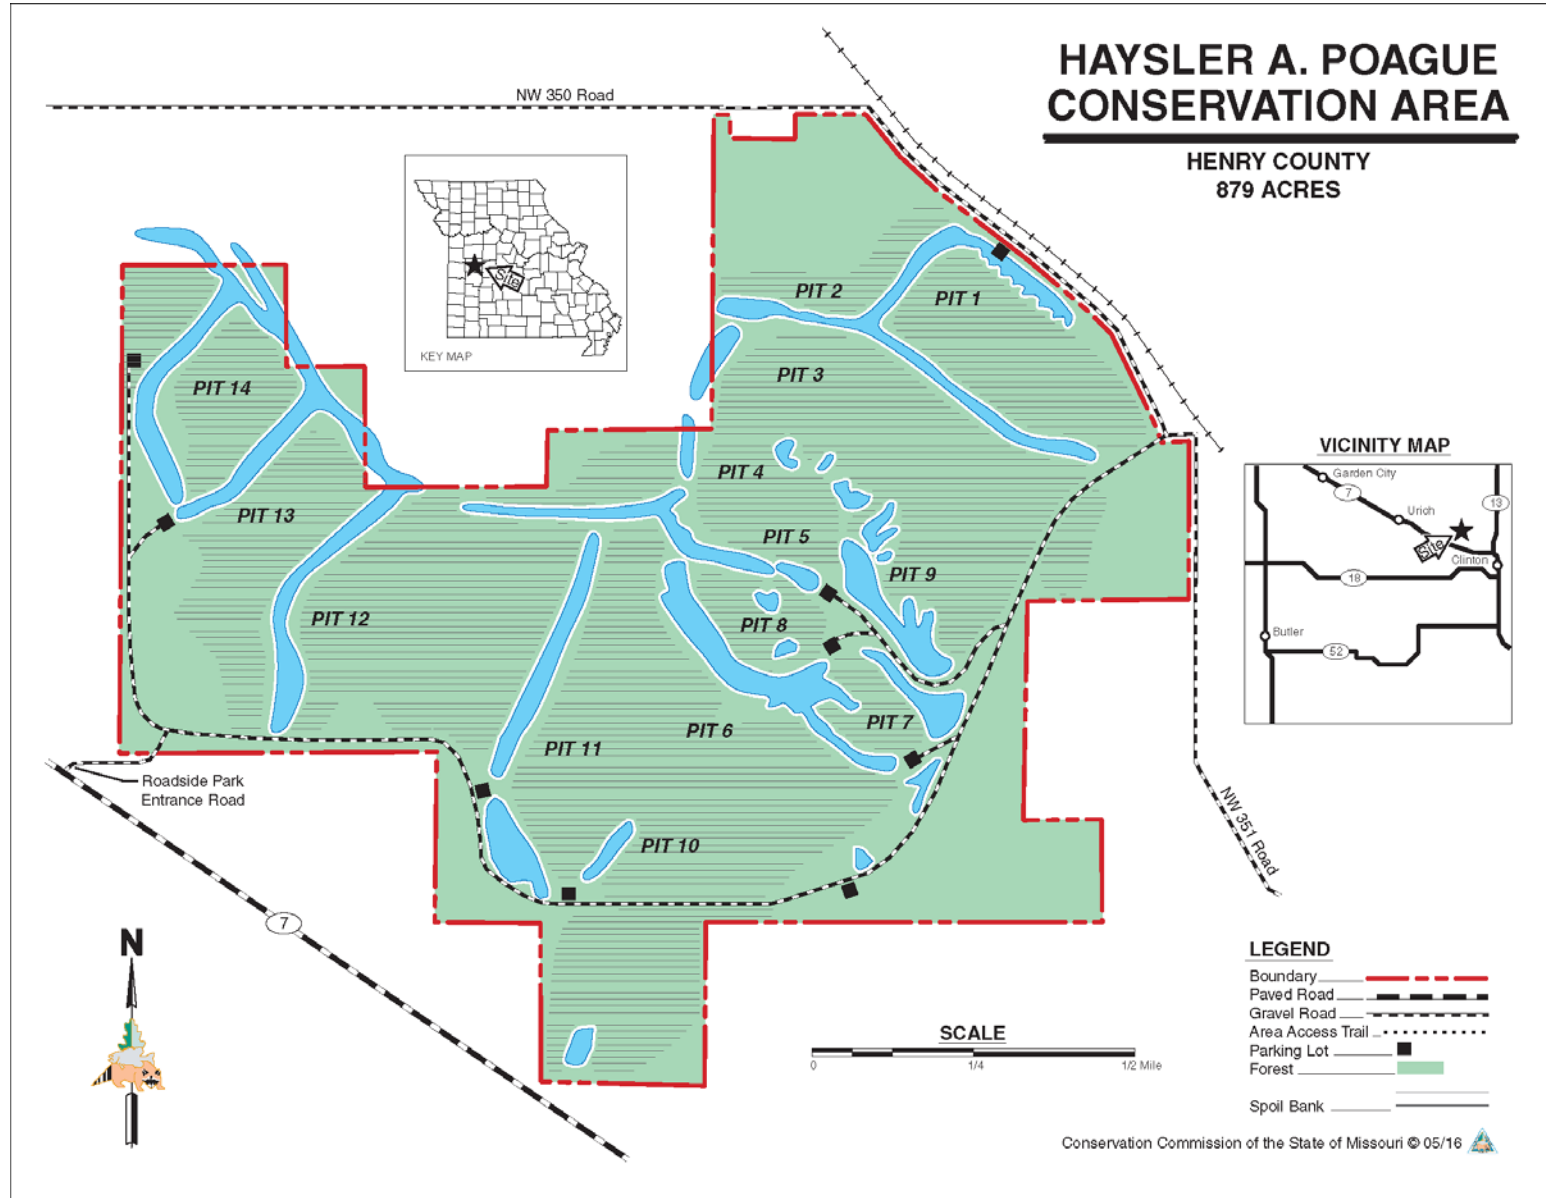 HAYSLER A. POAGUE
CONSERVATION AREA
HENRY COUNTY
879 ACRES
NW 350 Road
Site
KEY MAP
PIT 2
PIT 1
PIT 3
PIT 14
PIT 4
PIT 13
PIT 5
PIT 9
PIT 12
PIT 8
PIT 7
PIT 6
PIT 11
PIT 10
VICINITY MAP
Garden City
7
13
Urich
Site
Clinton
18
Butler
52
Roadside Park
Entrance Road
NW 351 Road
7
N
SCALE
0 1/4 1/2 Mile
LEGEND
Boundary
Paved Road
Gravel Road
Area Access Trail
Parking Lot
Forest
Spoil Bank
Conservation Commission of the State of Missouri © 05/16